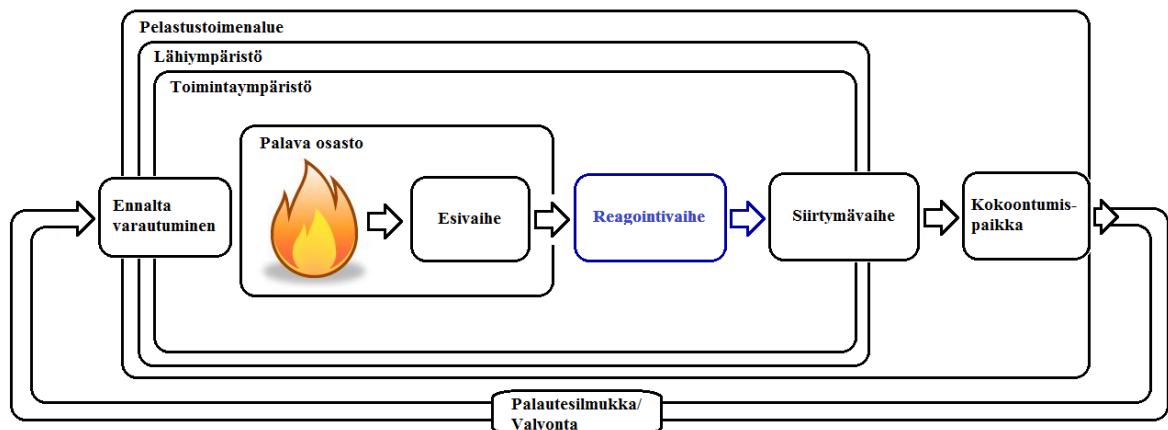 Pelastustoimenalue
Lähiympäristö
Toimintaympäristö
Palava osasto
Ennalta
varautuminen
Esivaihe
Reagointivaihe
Siirtymävaihe
Kokoontumis-
paikka
Palautesilmukka/
Valvonta